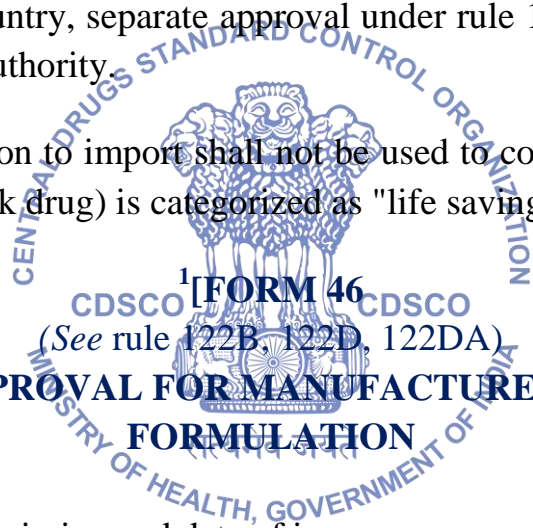 untry, separate approval under rule 1
uthority.
CENTRAL DRUGS STANDARD CONTROL ORGANIZATION
on to import shall not be used to co
k drug) is categorized as "life saving
¹[FORM 46
CDSCO CDSCO
(See rule 122B, 122D, 122DA)
PROVAL FOR MANUFACTURE
FORMULATION
MINISTRY OF HEALTH, GOVERNMENT OF INDIA